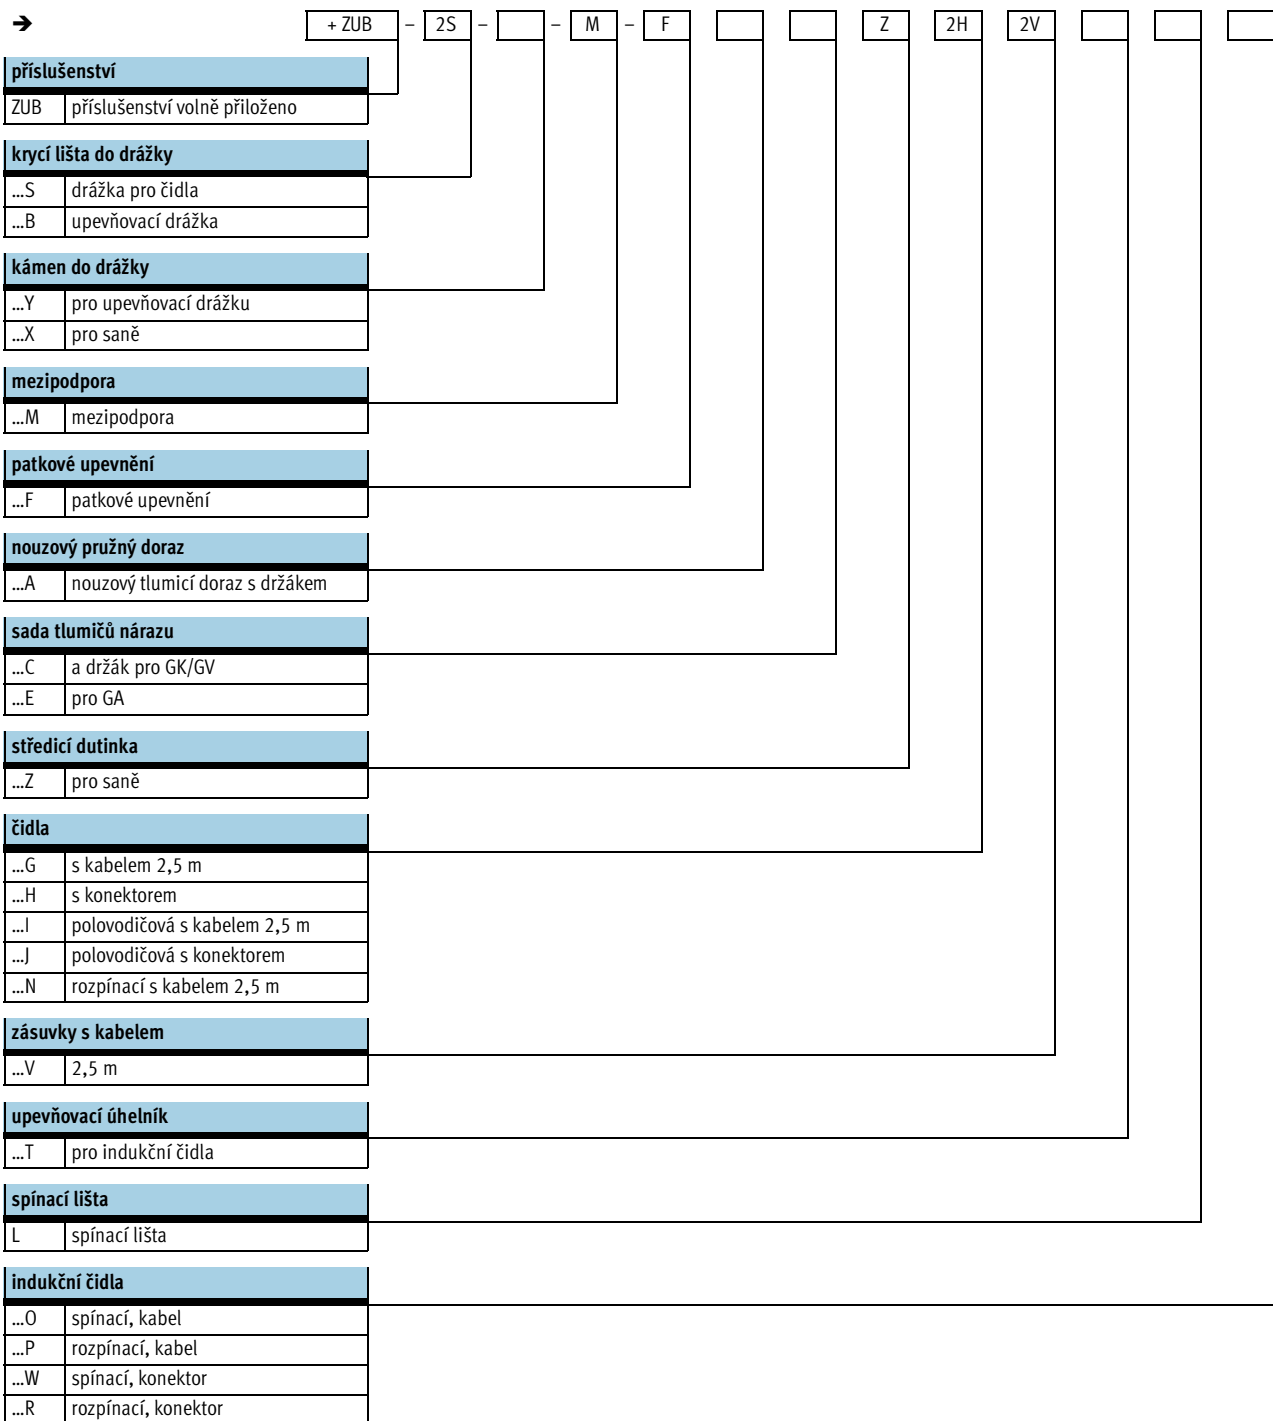 ➔ + ZUB – 2S – – M – F Z 2H 2V
příslušenství
ZUB příslušenství volně přiloženo
krycí lišta do drážky
...S drážka pro čidla
...B upevňovací drážka
kámen do drážky
...Y pro upevňovací drážku
...X pro saně
mezipodpora
...M mezipodpora
patkové upevnění
...F patkové upevnění
nouzový pružný doraz
...A nouzový tlumicí doraz s držákem
sada tlumičů nárazu
...C a držák pro GK/GV
...E pro GA
středicí dutinka
...Z pro saně
čidla
...G s kabelem 2,5 m
...H s konektorem
...I polovodičová s kabelem 2,5 m
...J polovodičová s konektorem
...N rozpínací s kabelem 2,5 m
zásuvky s kabelem
...V 2,5 m
upevňovací úhelník
...T pro indukční čidla
spínací lišta
L spínací lišta
indukční čidla
...O spínací, kabel
...P rozpínací, kabel
...W spínací, konektor
...R rozpínací, konektor